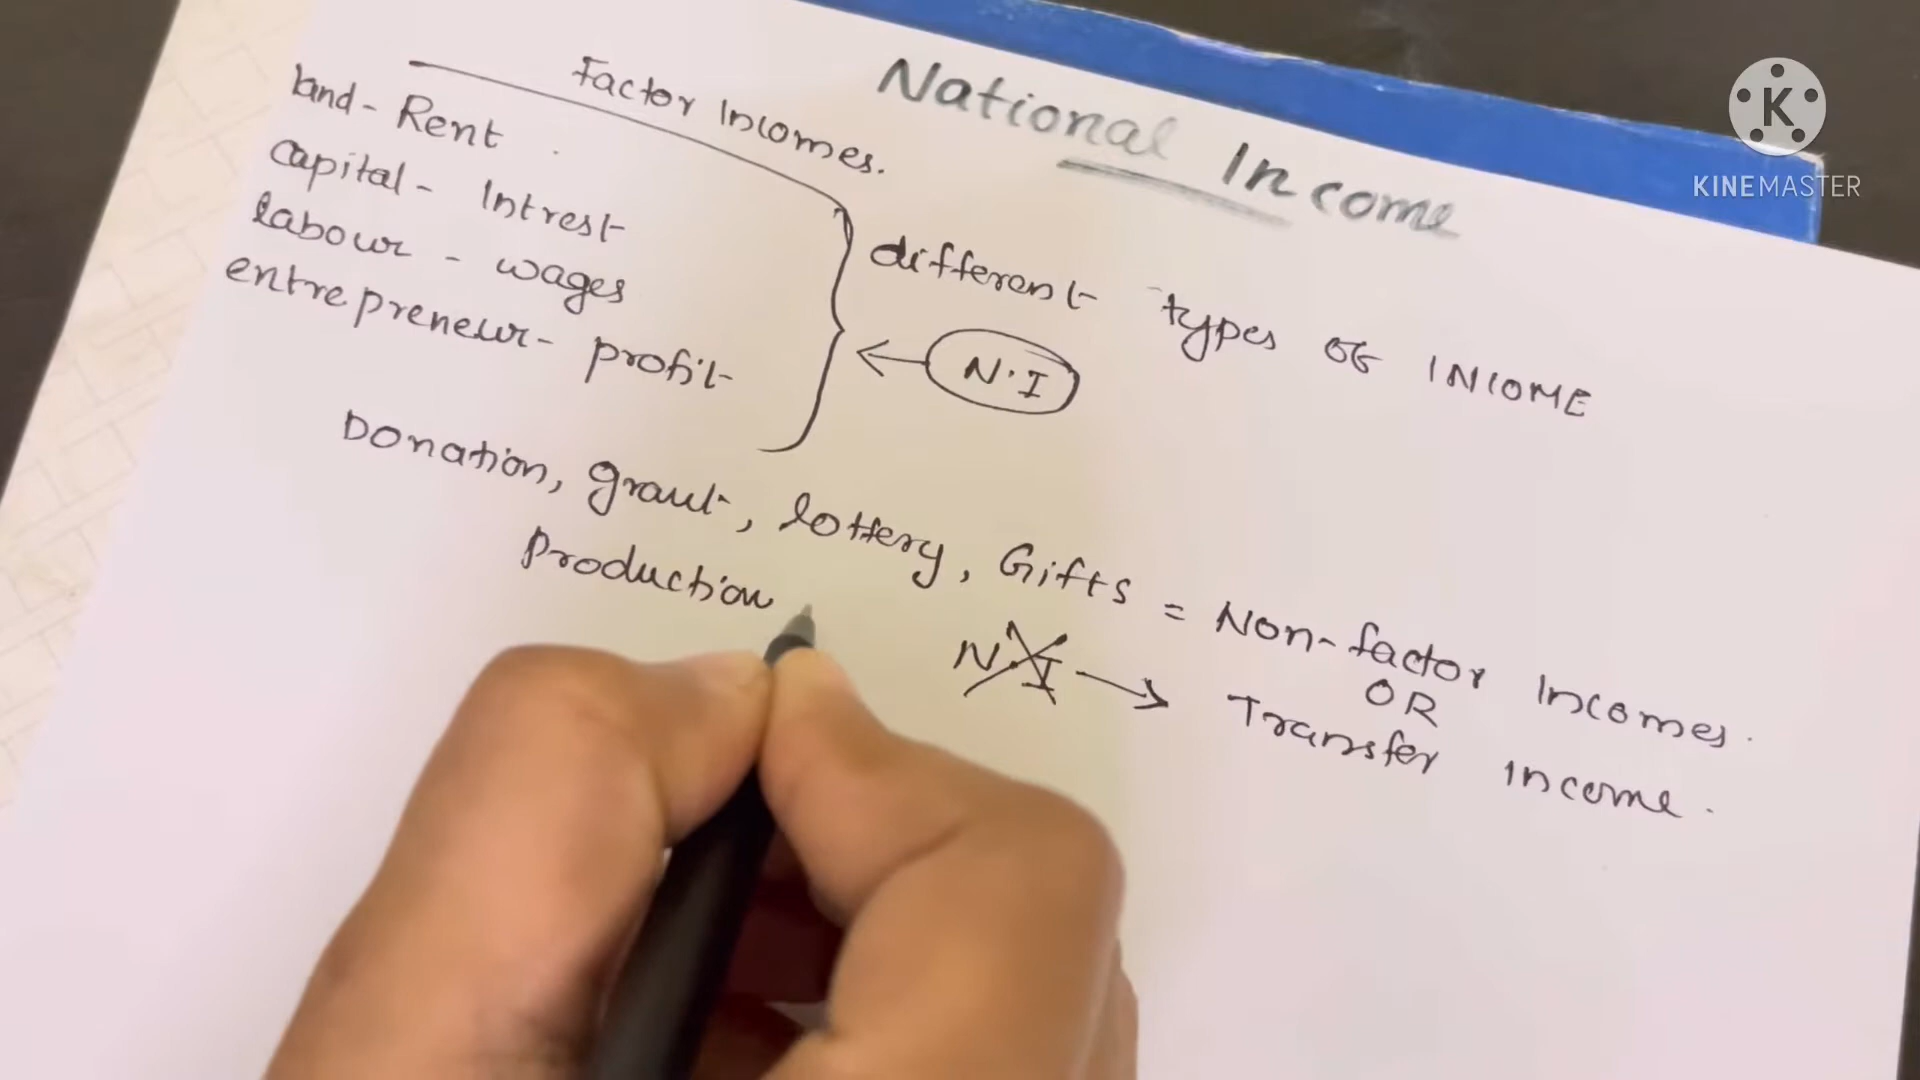 National Income
Factor Incomes.
land - Rent
capital - Intrest
labour - wages
entrepreneur - profit
different types of INCOME
N.I
Donation, grant, lottery, Gifts = Non-factor Incomes.
OR
N.I → Transfer income.
Production
K
KINEMASTER